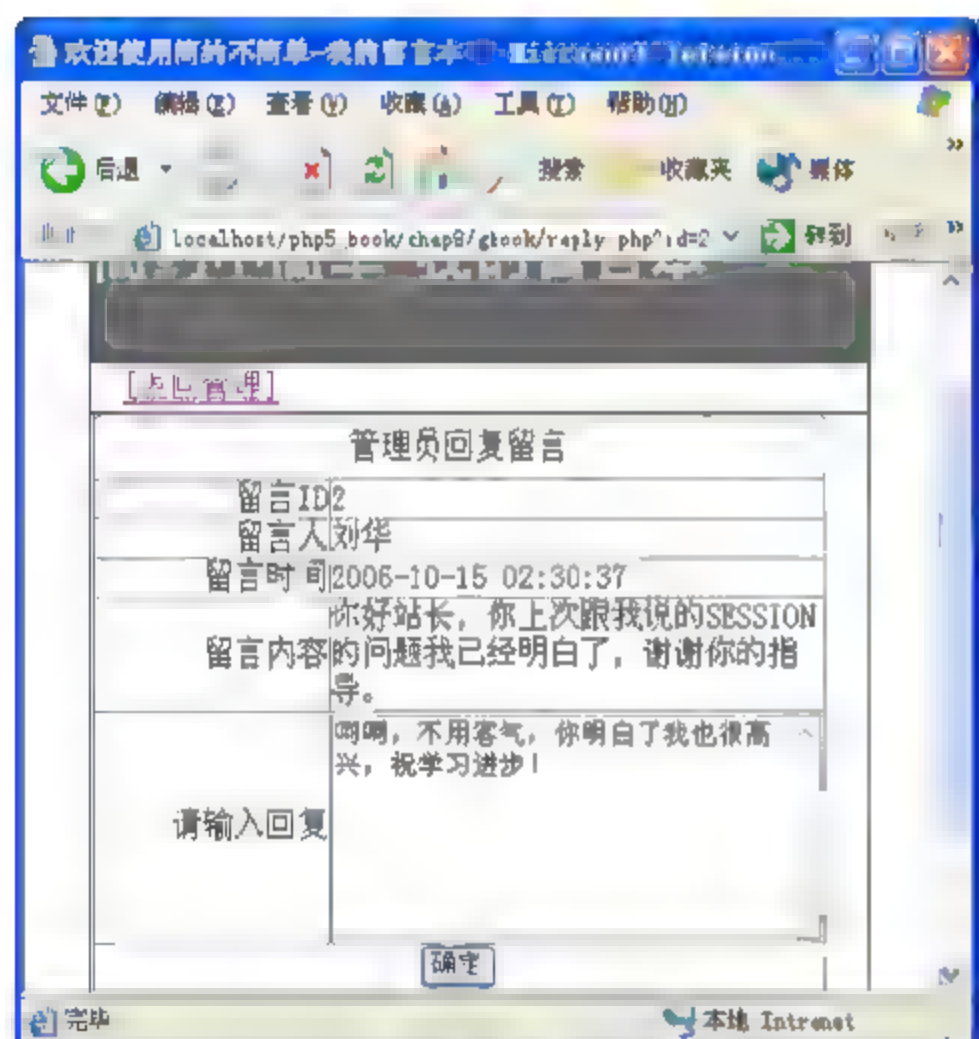 欢迎使用简约不简单-我的留言本
文件(F) 编辑(E) 查看(V) 收藏(A) 工具(T) 帮助(H)
后退 搜索 收藏夹 媒体
localhost/php5_book/chap8/gbook/reply.php?id=2 转到
管理]
管理员回复留言
留言ID2
留言人刘华
留言时间2006-10-15 02:30:37
你好站长，你上次跟我说的SESSION
留言内容的问题我已经明白了，谢谢你的指
导。
呵呵，不用客气，你明白了我也很高
兴，祝学习进步！
请输入回复
确定
完毕 本地 Intranet